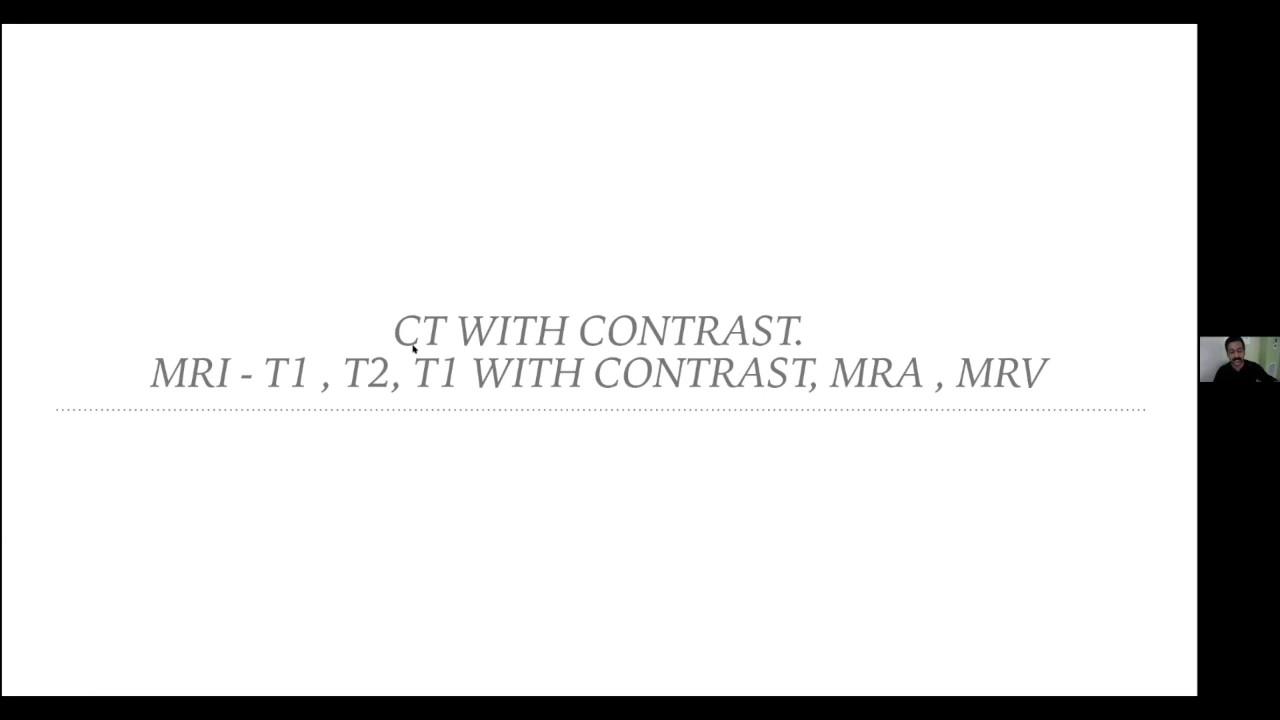 CT WITH CONTRAST.
MRI - T1 , T2, T1 WITH CONTRAST, MRA , MRV